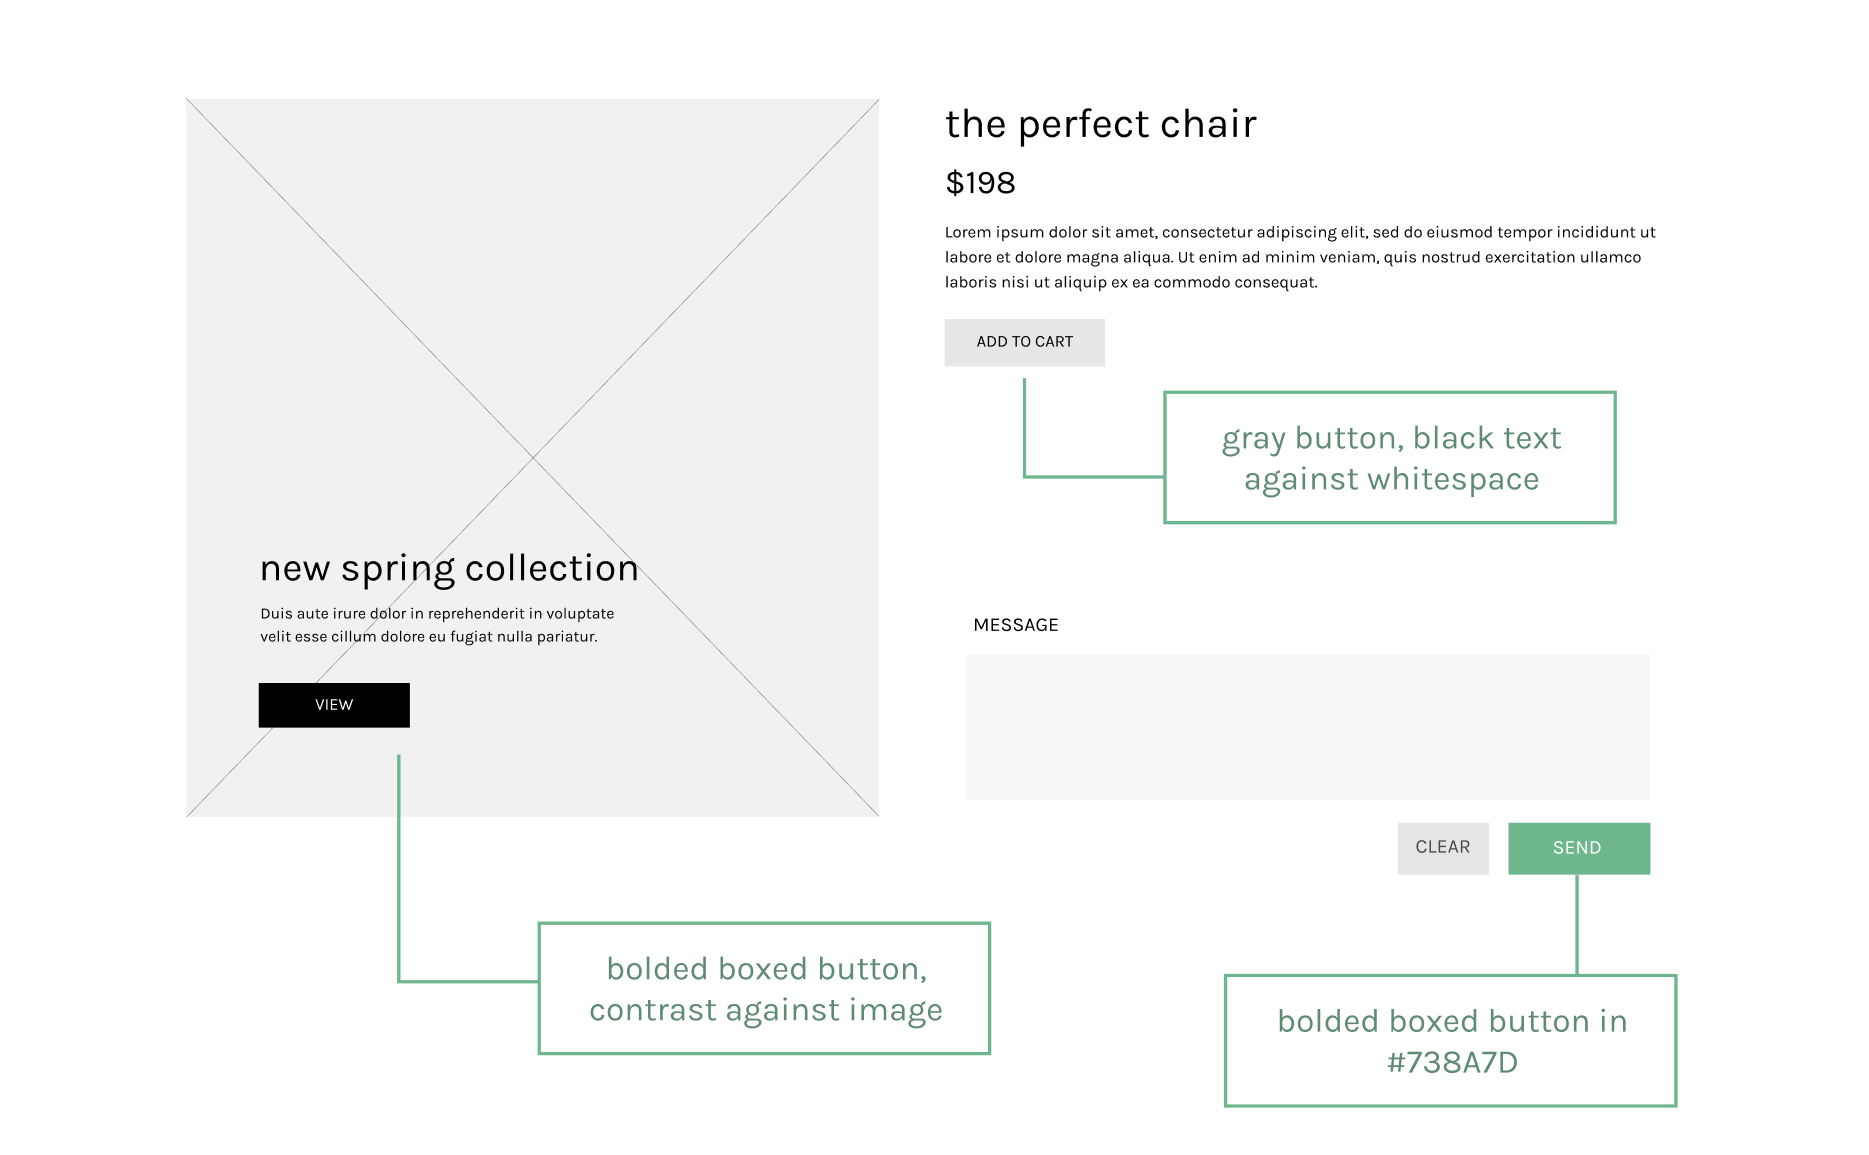 the perfect chair
$198
Lorem ipsum dolor sit amet, consectetur adipiscing elit, sed do eiusmod tempor incididunt ut
labore et dolore magna aliqua. Ut enim ad minim veniam, quis nostrud exercitation ullamco
laboris nisi ut aliquip ex ea commodo consequat.
ADD TO CART
gray button, black text
against whitespace
new spring collection
Duis aute irure dolor in reprehenderit in voluptate
velit esse cillum dolore eu fugiat nulla pariatur.
VIEW
bolded boxed button,
contrast against image
MESSAGE
CLEAR
SEND
bolded boxed button in
#738A7D